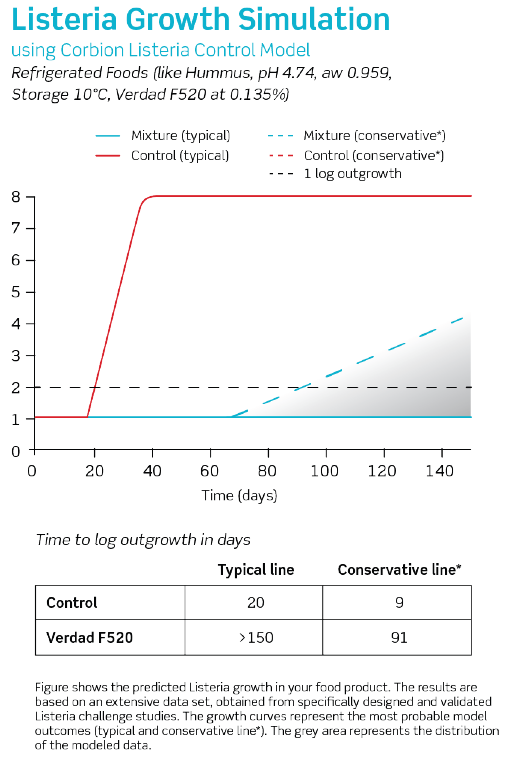 Listeria Growth Simulation
using Corbion Listeria Control Model
Refrigerated Foods (like Hummus, pH 4.74, aw 0.959,
Storage 10°C, Verdad F520 at 0.135%)
Mixture (typical)
Mixture (conservative*)
Control (typical)
Control (conservative*)
1 log outgrowth
8
7
6
5
4
3
2
1
0
0 20 40 60 80 100 120 140
Time (days)
Time to log outgrowth in days
Typical line Conservative line*
Control 20 9
Verdad F520 >150 91
Figure shows the predicted Listeria growth in your food product. The results are
based on an extensive data set, obtained from specifically designed and validated
Listeria challenge studies. The growth curves represent the most probable model
outcomes (typical and conservative line*). The grey area represents the distribution
of the modeled data.